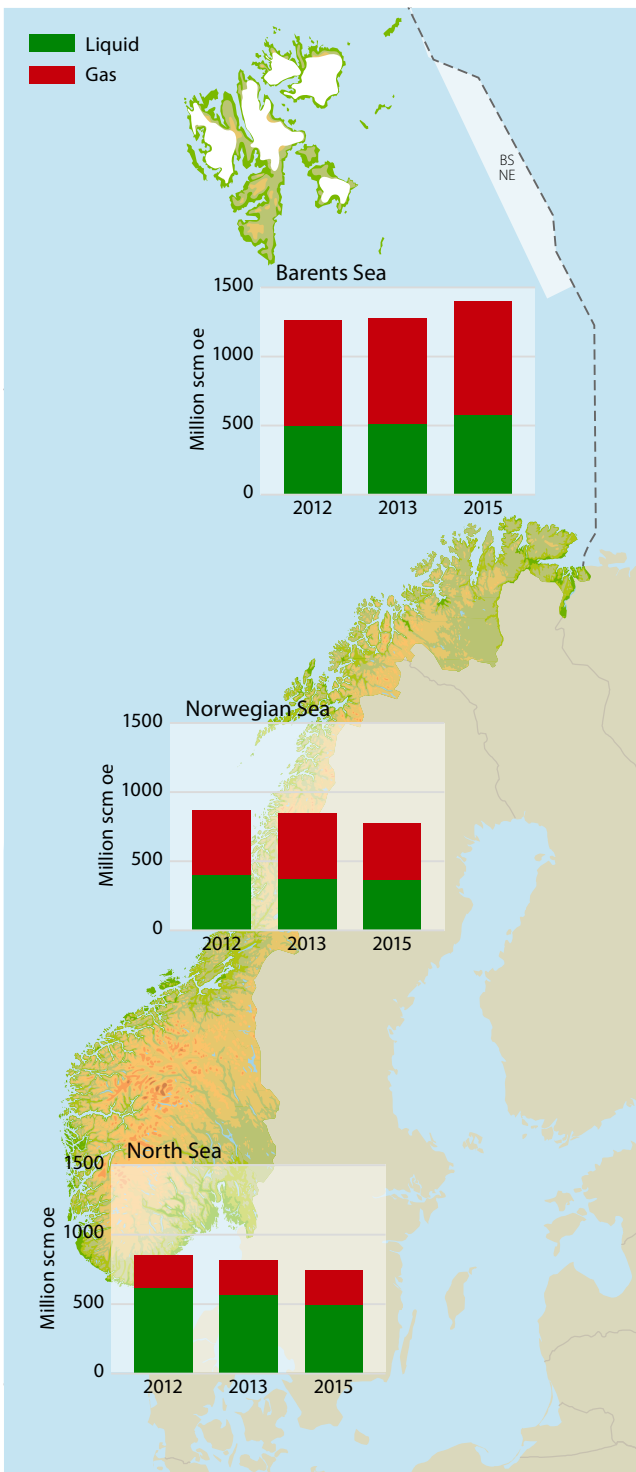 Liquid
Gas
BS
NE
Barents Sea
1500
1000
500
0
Million scm oe
2012 2013 2015
Norwegian Sea
1500
1000
500
0
Million scm oe
2012 2013 2015
North Sea
1500
1000
500
0
Million scm oe
2012 2013 2015